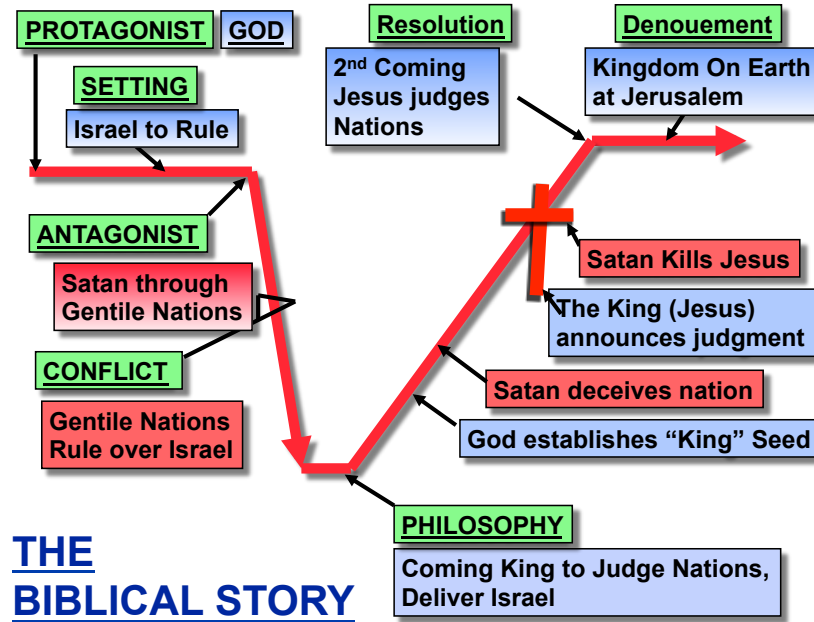 PROTAGONIST
GOD
SETTING
Israel to Rule
ANTAGONIST
Satan through
Gentile Nations
CONFLICT
Gentile Nations
Rule over Israel
THE
BIBLICAL STORY
Resolution
2nd Coming
Jesus judges
Nations
Denouement
Kingdom On Earth
at Jerusalem
Satan Kills Jesus
The King (Jesus)
announces judgment
Satan deceives nation
God establishes “King” Seed
PHILOSOPHY
Coming King to Judge Nations,
Deliver Israel